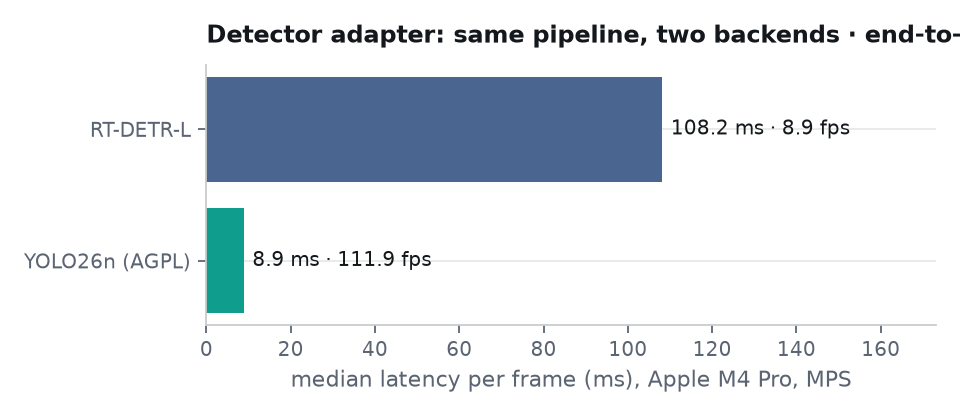 Detector adapter: same pipeline, two backends · end-to-
RT-DETR-L
108.2 ms · 8.9 fps
YOLO26n (AGPL)
8.9 ms · 111.9 fps
0 20 40 60 80 100 120 140 160
median latency per frame (ms), Apple M4 Pro, MPS